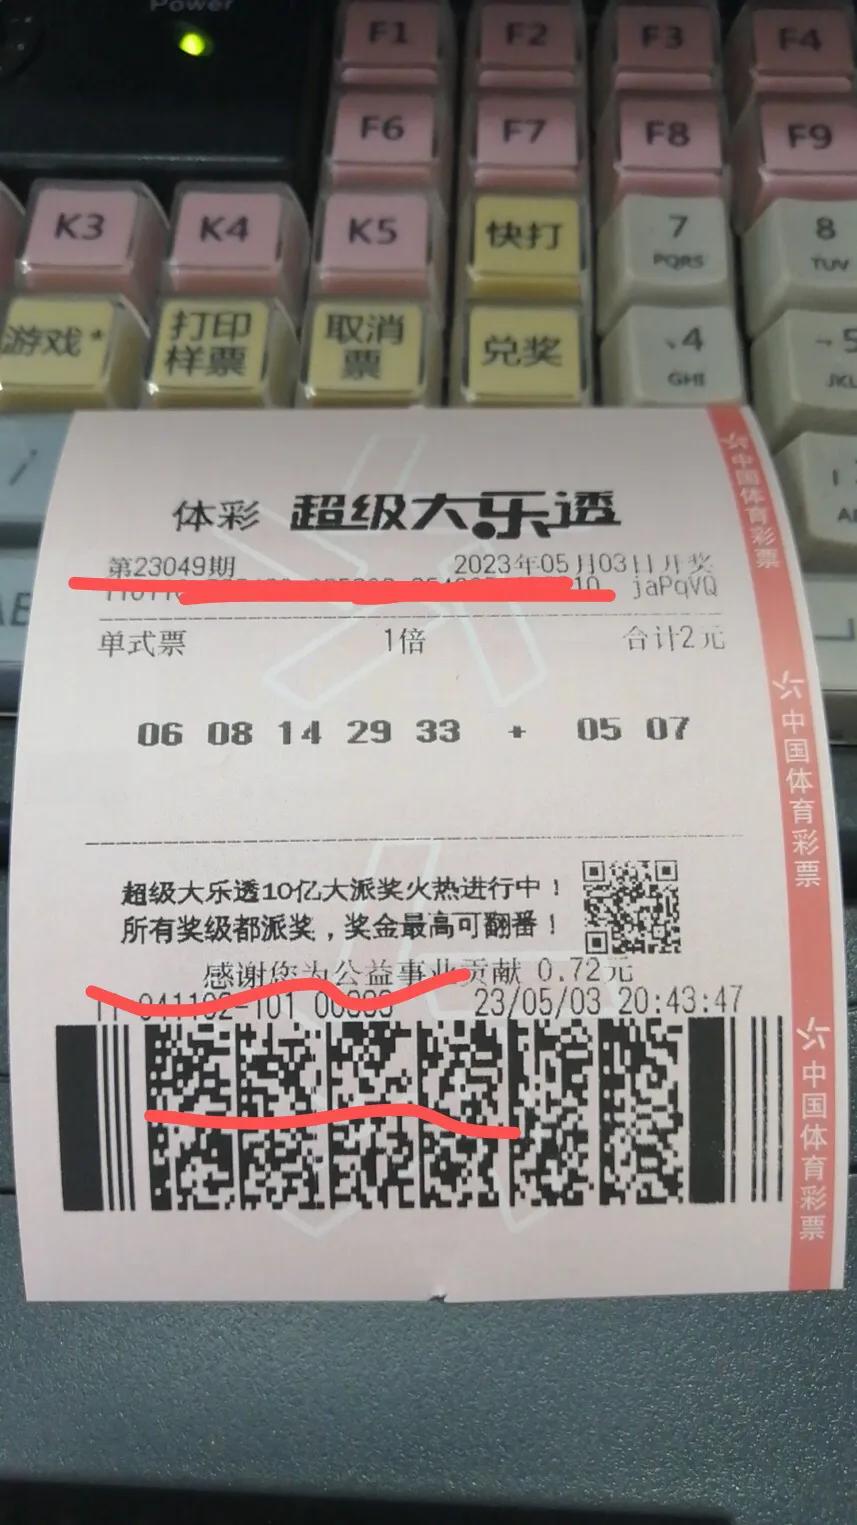 Power
F1 F2 F3 F4
F6 F7 F8 F9
K3 K4 K5 快打 7 PQRS 8 TUV
游戏* 打印样票 取消票 兑奖 4 GHI 5
体彩 超级大乐透
第23049期 2023年05月03日开奖
jaPqVQ
单式票 1倍 合计2元
06 08 14 29 33 + 05 07
超级大乐透10亿大派奖火热进行中！
所有奖级都派奖，奖金最高可翻番！
感谢您为公益事业贡献 0.72元
23/05/03 20:43:47
中国体育彩票
中国体育彩票
中国体育彩票